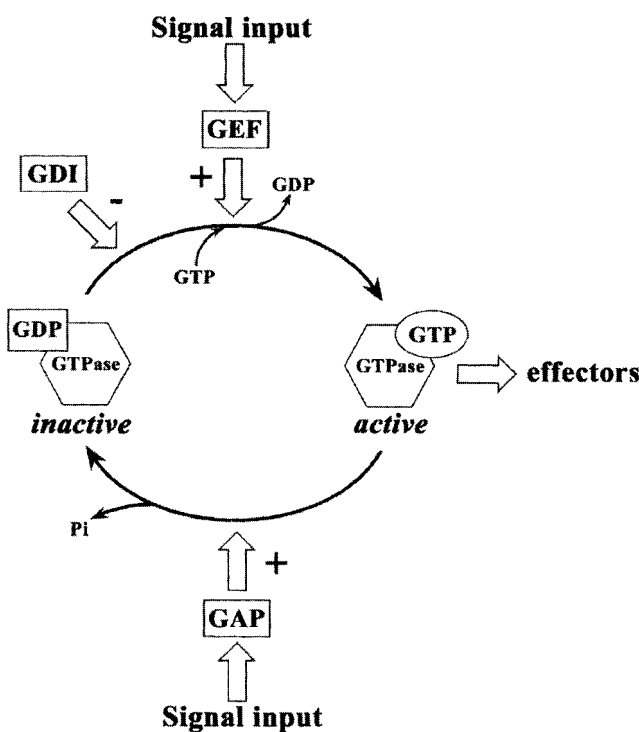 Signal input
GEF
GDI
+
-
GDP
GTP
GDP
GTPase
inactive
GTP
GTPase
active
effectors
Pi
+
GAP
Signal input